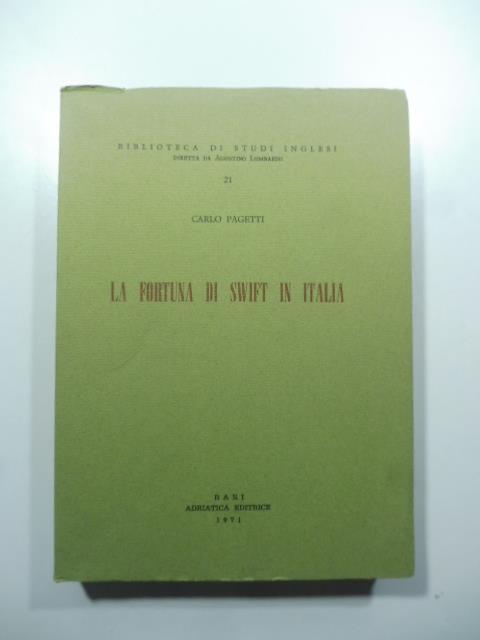 BIBLIOTECA DI STUDI INGLESI
DIRETTA DA AGOSTINO LOMBARDO
21
CARLO PAGETTI
LA FORTUNA DI SWIFT IN ITALIA
BARI
ADRIATICA EDITRICE
1971